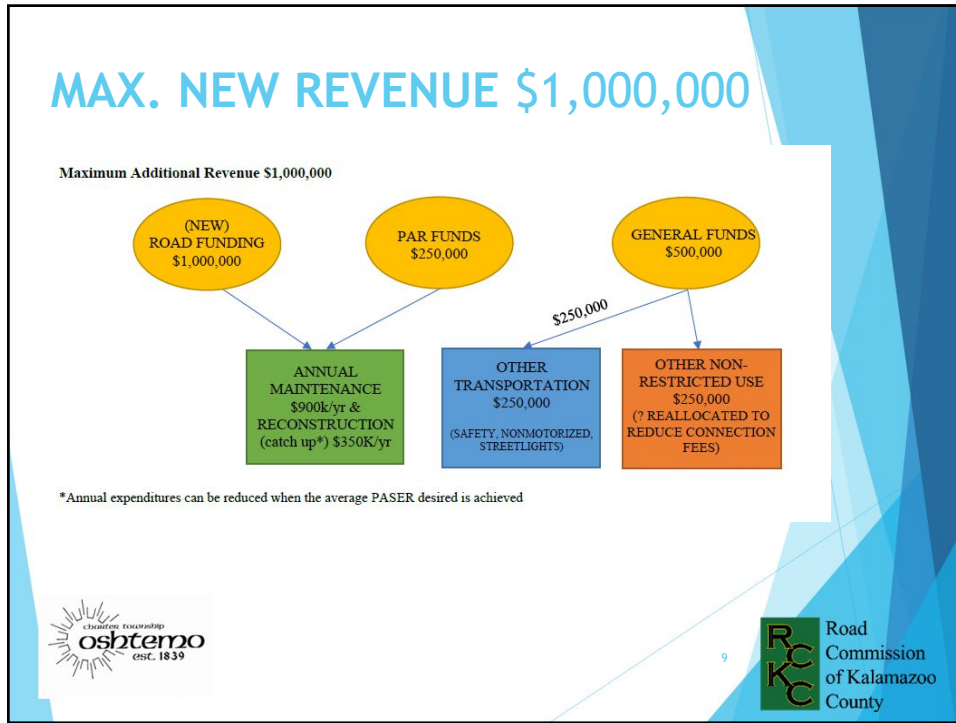 MAX. NEW REVENUE $1,000,000
Maximum Additional Revenue $1,000,000
(NEW)
ROAD FUNDING
$1,000,000
PAR FUNDS
$250,000
GENERAL FUNDS
$500,000
$250,000
ANNUAL
MAINTENANCE
$900k/yr &
RECONSTRUCTION
(catch up*) $350K/yr
OTHER
TRANSPORTATION
$250,000
(SAFETY, NONMOTORIZED,
STREETLIGHTS)
OTHER NON-
RESTRICTED USE
$250,000
(? REALLOCATED TO
REDUCE CONNECTION
FEES)
*Annual expenditures can be reduced when the average PASER desired is achieved
charter township
oshtemo
est. 1839
9
RCKC
Road
Commission
of Kalamazoo
County